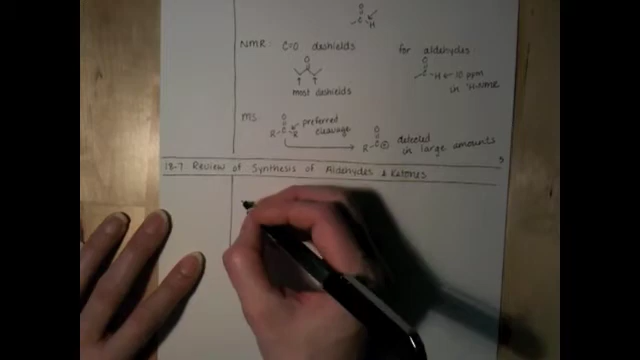 O
C
H
NMR: C=O deshields for aldehydes:
O
O
C H ← 10 ppm
in ¹H-NMR
most deshields
MS: O preferred cleavage
R C R
O
R C ⊕ detected in large amounts
18-7 Review of Synthesis of Aldehydes & Ketones